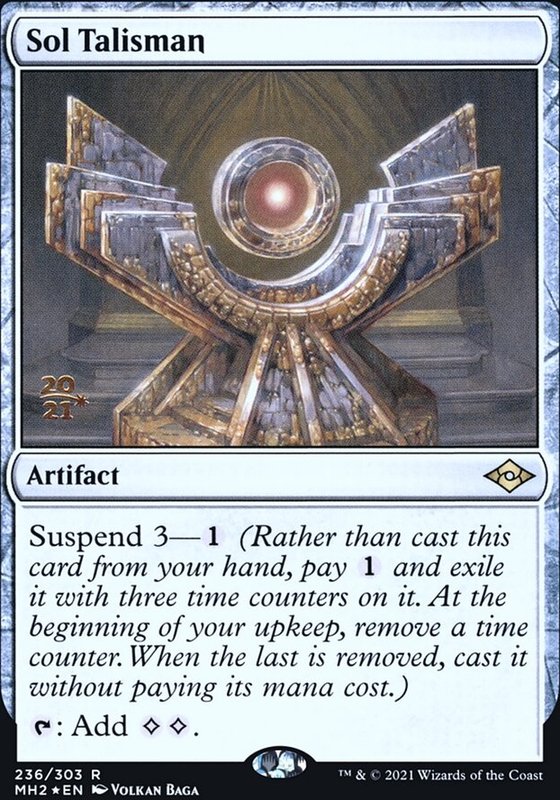 Sol Talisman
20
21*
Artifact
Suspend 3—1 (Rather than cast this
card from your hand, pay 1 and exile
it with three time counters on it. At the
beginning of your upkeep, remove a time
counter. When the last is removed, cast it
without paying its mana cost.)
: Add ◇◇.
236/303 R
™ & © 2021 Wizards of the Coast
MH2 ★ EN Volkan Baga